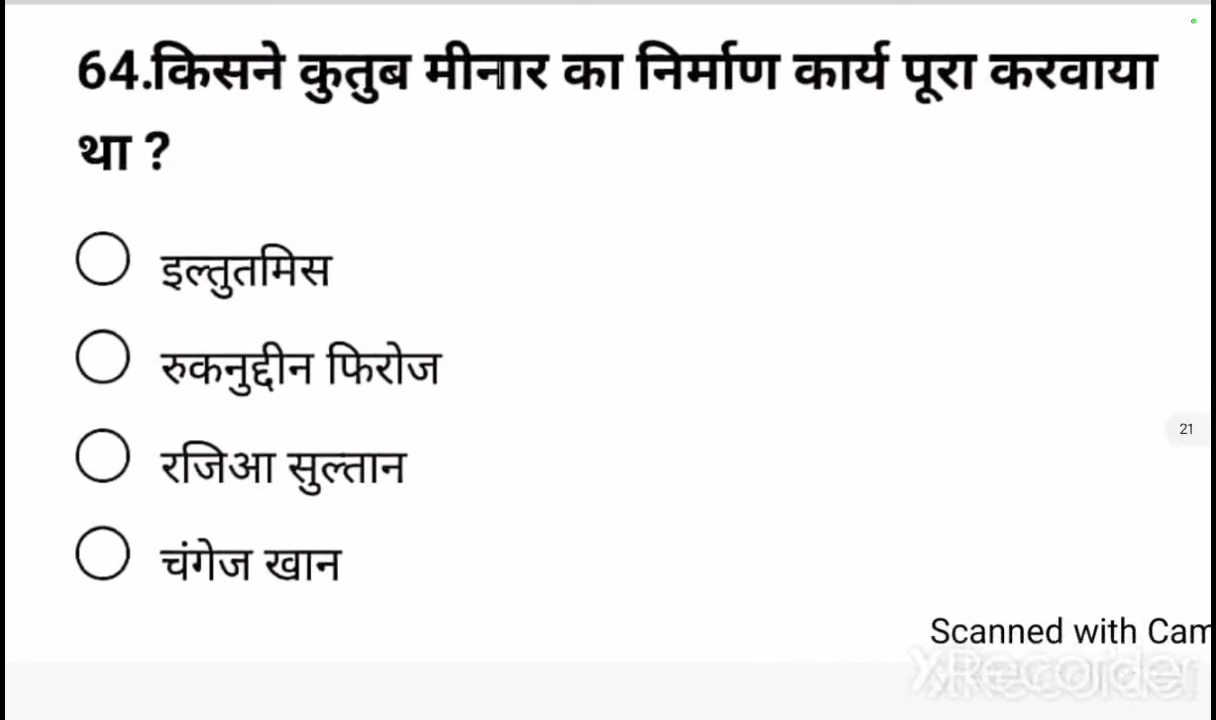 64.किसने कुतुब मीनार का निर्माण कार्य पूरा करवाया
था ?
इल्तुतमिस
रुकनुद्दीन फिरोज
21
रजिआ सुल्तान
चंगेज खान
Scanned with Cam
XRecorder